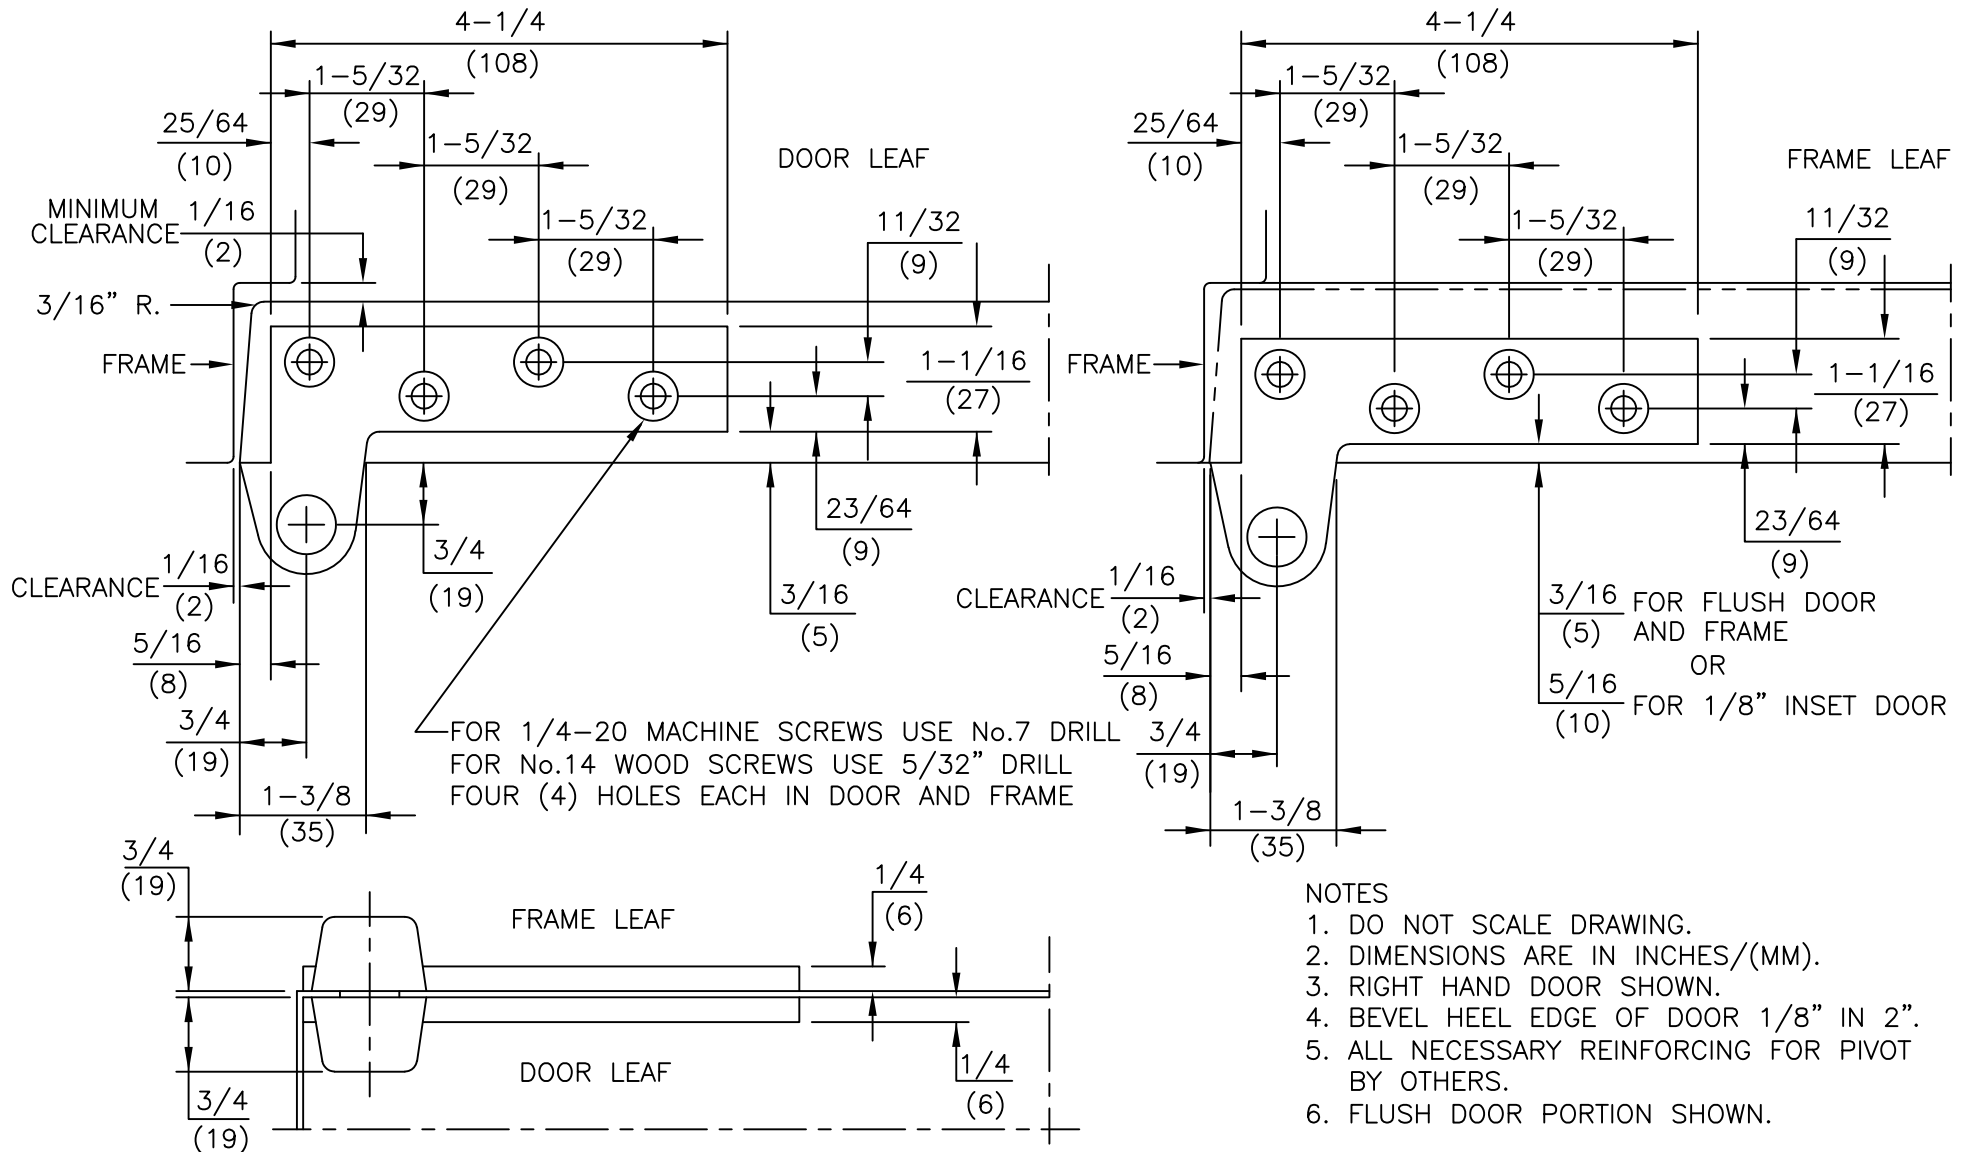 4-1/4
(108)
1-5/32
(29)
25/64
(10)
1-5/32
(29)
DOOR LEAF
MINIMUM
CLEARANCE
1/16
(2)
1-5/32
(29)
11/32
(9)
3/16” R.
FRAME
1-1/16
(27)
23/64
(9)
3/4
(19)
3/16
(5)
CLEARANCE
1/16
(2)
5/16
(8)
3/4
(19)
1-3/8
(35)
FOR 1/4-20 MACHINE SCREWS USE No.7 DRILL
FOR No.14 WOOD SCREWS USE 5/32” DRILL
FOUR (4) HOLES EACH IN DOOR AND FRAME
4-1/4
(108)
1-5/32
(29)
25/64
(10)
1-5/32
(29)
FRAME LEAF
1-5/32
(29)
11/32
(9)
FRAME
1-1/16
(27)
23/64
(9)
CLEARANCE
1/16
(2)
3/16
(5)
FOR FLUSH DOOR
AND FRAME
OR
5/16
(10)
FOR 1/8” INSET DOOR
5/16
(8)
3/4
(19)
1-3/8
(35)
3/4
(19)
FRAME LEAF
1/4
(6)
DOOR LEAF
1/4
(6)
3/4
(19)
NOTES
1. DO NOT SCALE DRAWING.
2. DIMENSIONS ARE IN INCHES/(MM).
3. RIGHT HAND DOOR SHOWN.
4. BEVEL HEEL EDGE OF DOOR 1/8” IN 2”.
5. ALL NECESSARY REINFORCING FOR PIVOT
BY OTHERS.
6. FLUSH DOOR PORTION SHOWN.